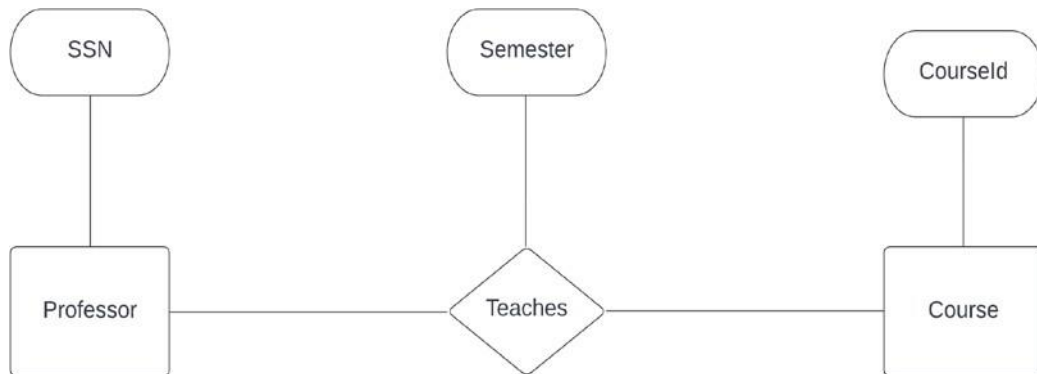 SSN
Semester
CourseId
Professor
Teaches
Course